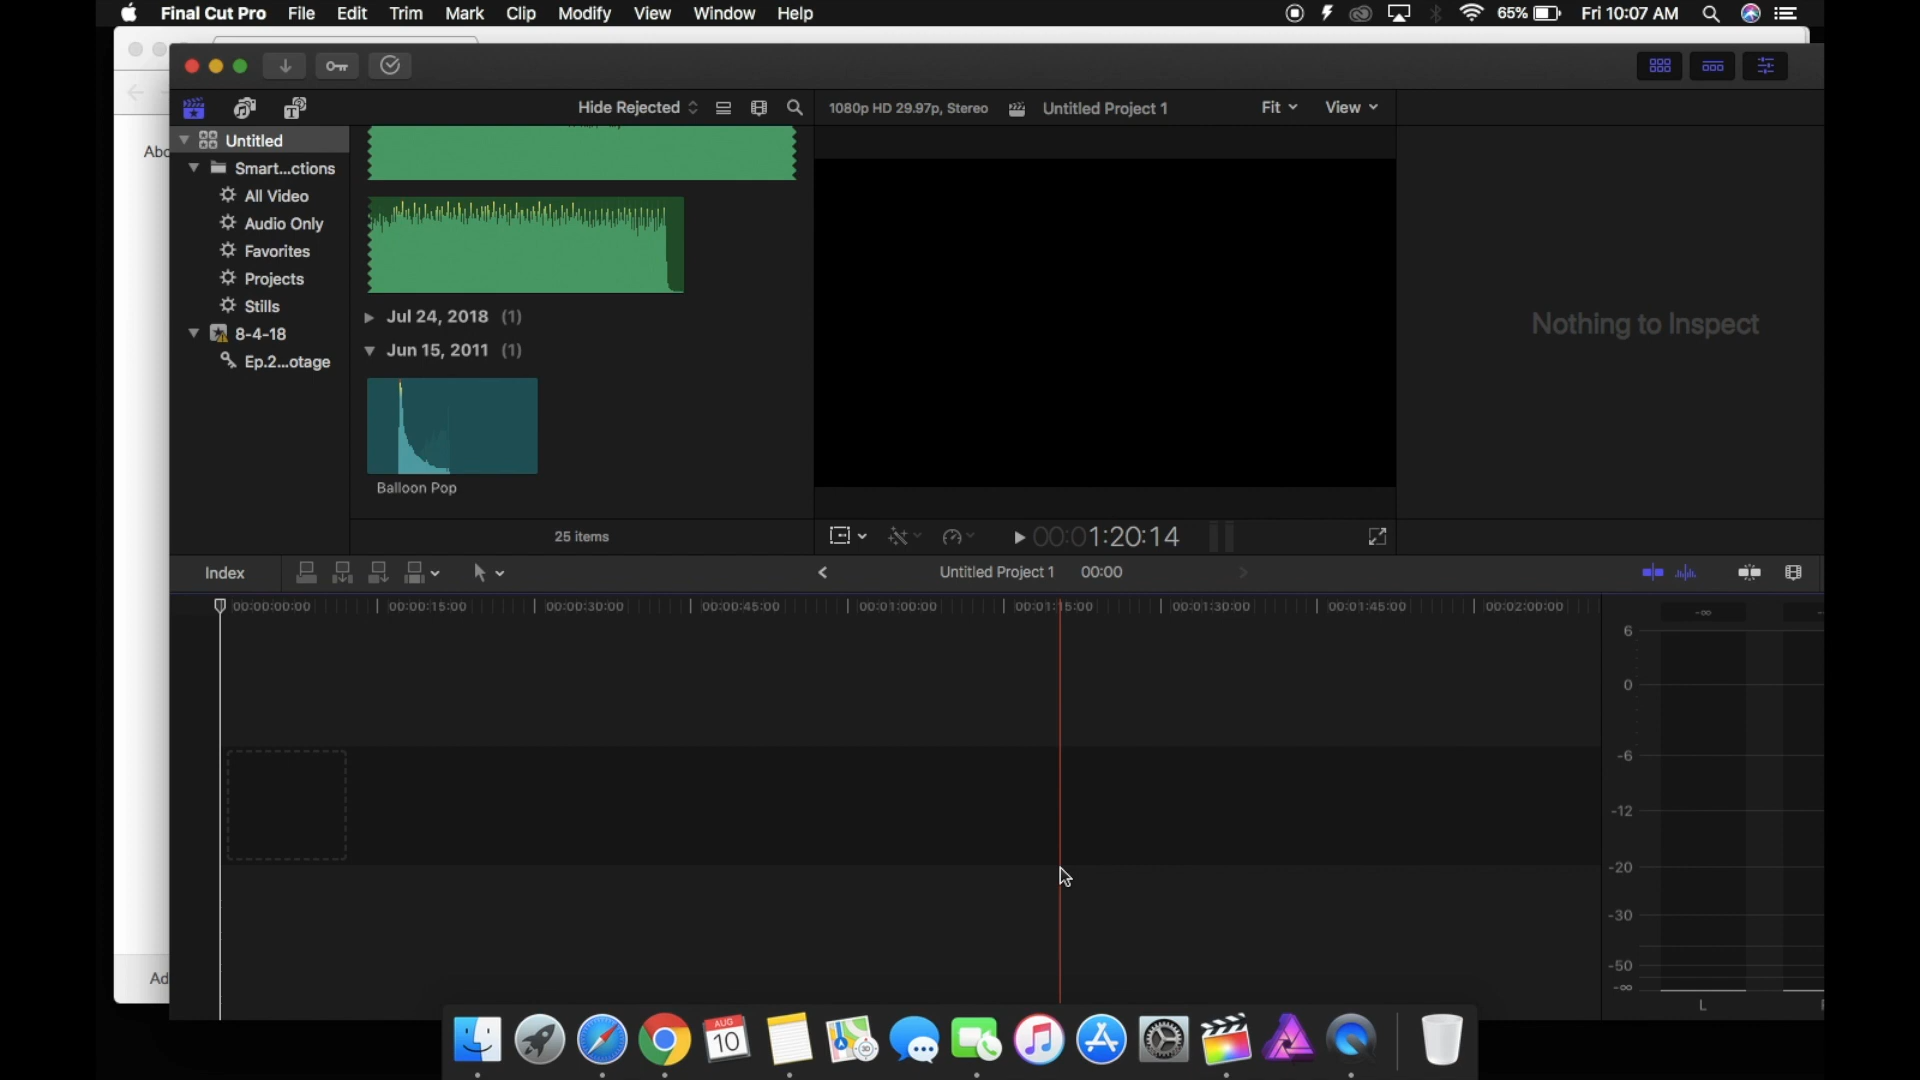 Final Cut Pro File Edit Trim Mark Clip Modify View Window Help 65% Fri 10:07 AM
Hide Rejected 1080p HD 29.97p, Stereo Untitled Project 1 Fit View
Abo
Untitled
Smart...ctions
All Video
Audio Only
Favorites
Projects
Stills
8-4-18
Ep.2...otage
Jul 24, 2018 (1)
Jun 15, 2011 (1)
Balloon Pop
25 items
Nothing to Inspect
00:01:20:14
Index Untitled Project 1 00:00
00:00:00:00 00:00:15:00 00:00:30:00 00:00:45:00 00:01:00:00 00:01:15:00 00:01:30:00 00:01:45:00 00:02:00:00
-∞
6
0
-6
-12
-20
-30
-50
-∞
L
Ad
AUG
10
3D